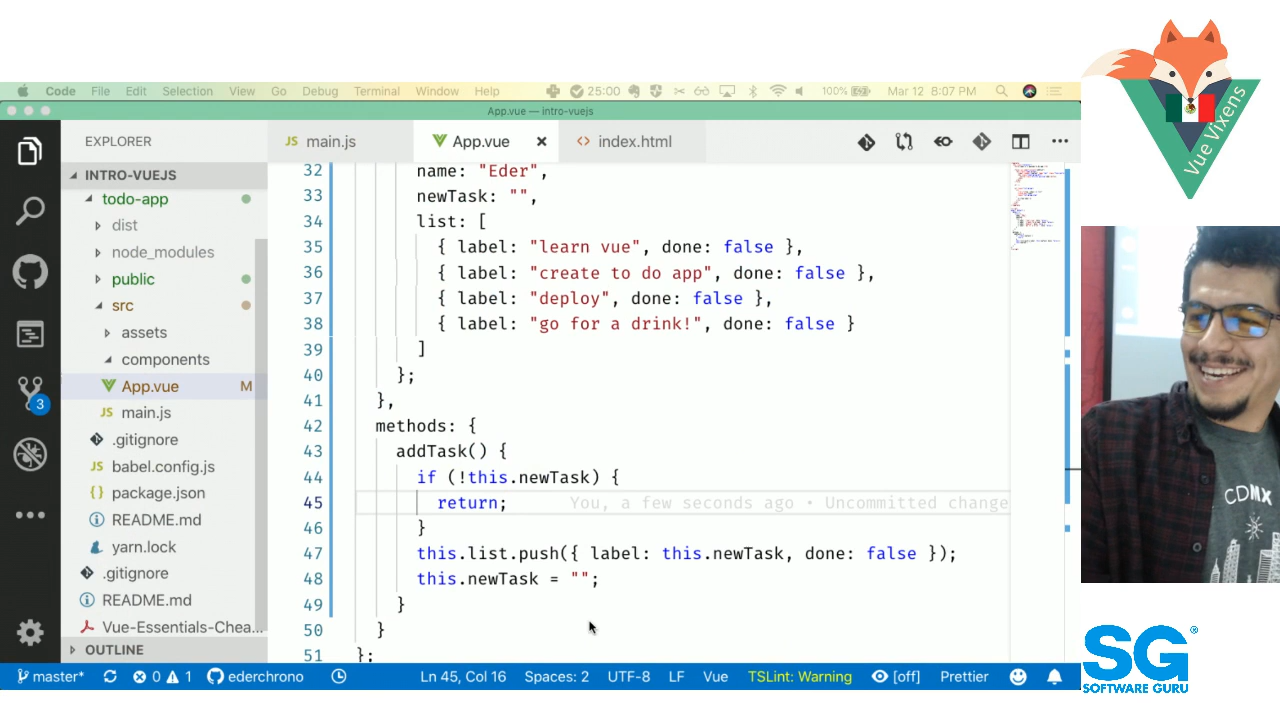 Code File Edit Selection View Go Debug Terminal Window Help 25:00 100% Mar 12 8:07 PM
App.vue — intro-vuejs
EXPLORER
INTRO-VUEJS
todo-app
dist
node_modules
public
src
assets
components
App.vue M
JS main.js
.gitignore
JS babel.config.js
{} package.json
README.md
yarn.lock
.gitignore
README.md
Vue-Essentials-Chea...
OUTLINE
3
JS main.js App.vue <> index.html
32 name: "Eder",
33 newTask: "",
34 list: [
35 { label: "learn vue", done: false },
36 { label: "create to do app", done: false },
37 { label: "deploy", done: false },
38 { label: "go for a drink!", done: false }
39 ]
40 };
41 },
42 methods: {
43 addTask() {
44 if (!this.newTask) {
45 return; You, a few seconds ago • Uncommitted change
46 }
47 this.list.push({ label: this.newTask, done: false });
48 this.newTask = "";
49 }
50 }
51 };
master* 0 1 ederchrono Ln 45, Col 16 Spaces: 2 UTF-8 LF Vue TSLint: Warning [off] Prettier
Vue Vixens
CDMX
SG
SOFTWARE GURU